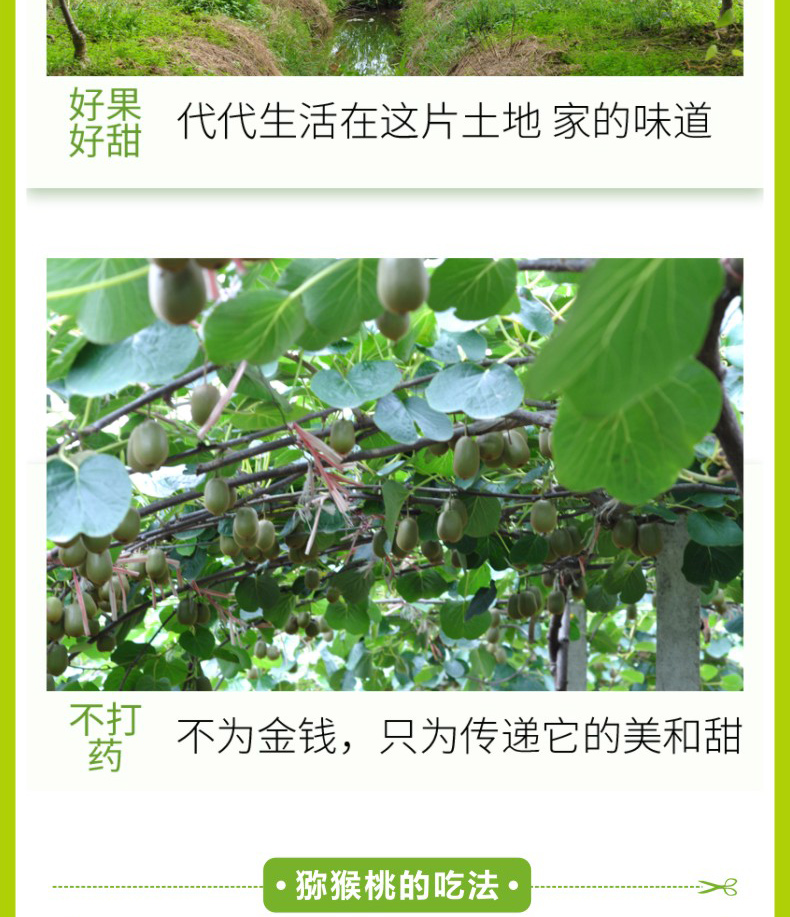 好果
好甜
代代生活在这片土地 家的味道
不打
药
不为金钱，只为传递它的美和甜
•猕猴桃的吃法•